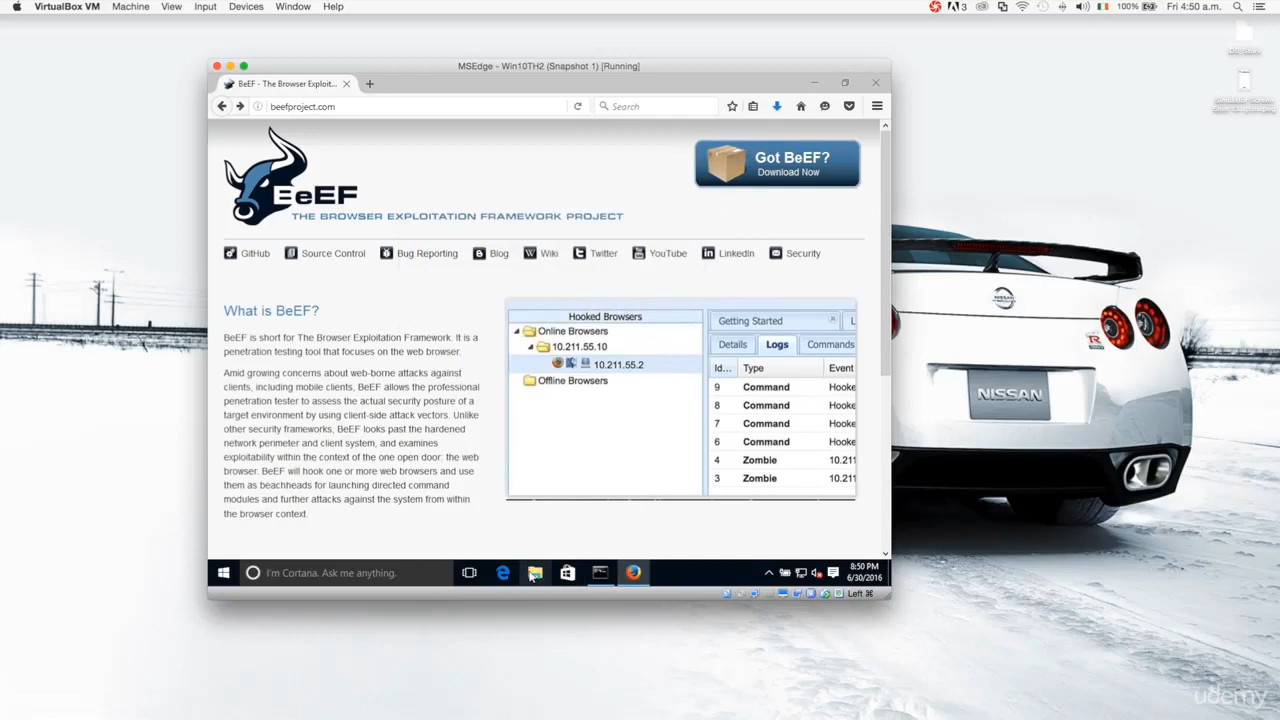 VirtualBox VM Machine View Input Devices Window Help
3
100%
Fri 4:50 a.m.
MSEdge - Win10TH2 (Snapshot 1) [Running]
BeEF - The Browser Exploit...
beefproject.com
Search
BeEF
THE BROWSER EXPLOITATION FRAMEWORK PROJECT
Got BeEF?
Download Now
GitHub Source Control Bug Reporting Blog Wiki Twitter YouTube LinkedIn Security
What is BeEF?
BeEF is short for The Browser Exploitation Framework. It is a
penetration testing tool that focuses on the web browser.
Amid growing concerns about web-borne attacks against
clients, including mobile clients, BeEF allows the professional
penetration tester to assess the actual security posture of a
target environment by using client-side attack vectors. Unlike
other security frameworks, BeEF looks past the hardened
network perimeter and client system, and examines
exploitability within the context of the one open door: the web
browser. BeEF will hook one or more web browsers and use
them as beachheads for launching directed command
modules and further attacks against the system from within
the browser context.
Hooked Browsers
Online Browsers
10.211.55.10
10.211.55.2
Offline Browsers
Getting Started
Details Logs Commands
Id... Type Event
9 Command Hooke
8 Command Hooke
7 Command Hooke
6 Command Hooke
4 Zombie 10.211
3 Zombie 10.211
I'm Cortana. Ask me anything.
8:50 PM
6/30/2016
Left ⌘
NISSAN
udemy